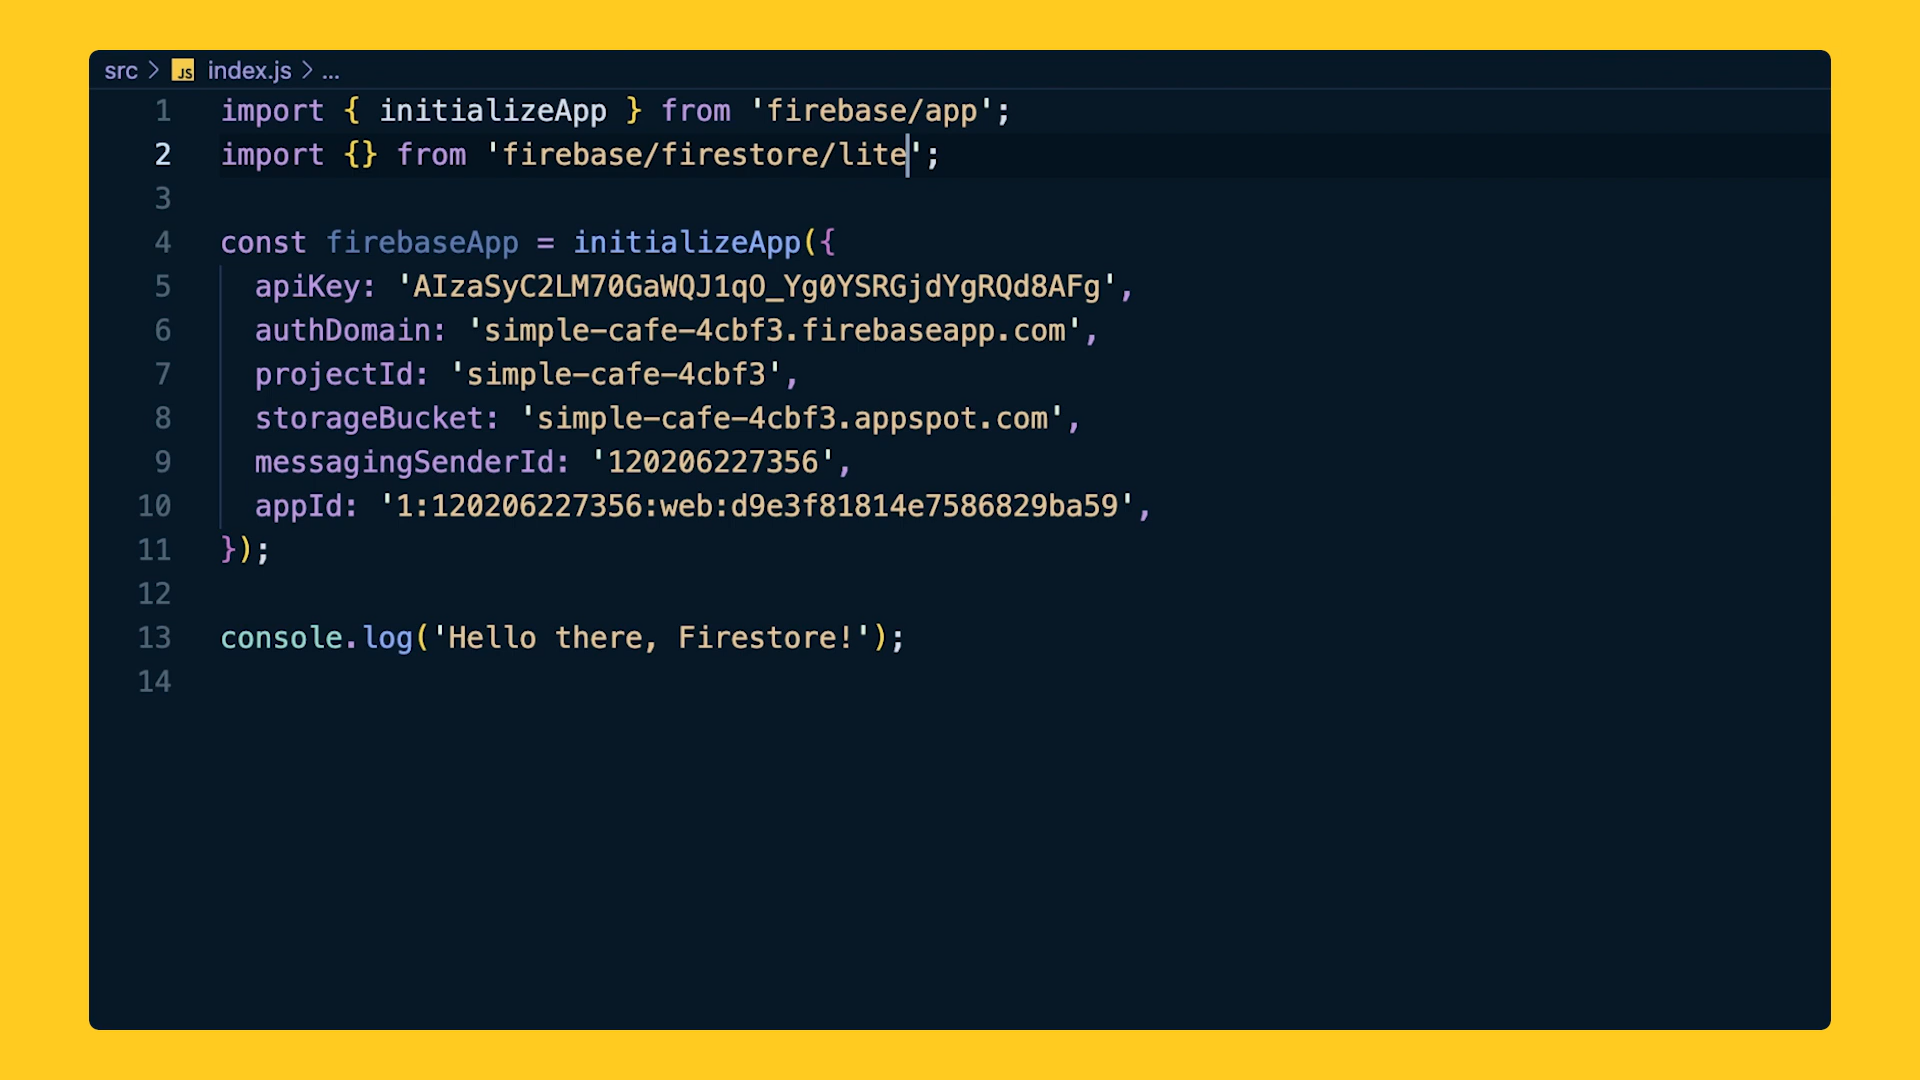 src > JS index.js > ...
1 import { initializeApp } from 'firebase/app';
2 import {} from 'firebase/firestore/lite';
3
4 const firebaseApp = initializeApp({
5 apiKey: 'AIzaSyC2LM70GaWQJ1qO_Yg0YSRGjdYgRQd8AFg',
6 authDomain: 'simple-cafe-4cbf3.firebaseapp.com',
7 projectId: 'simple-cafe-4cbf3',
8 storageBucket: 'simple-cafe-4cbf3.appspot.com',
9 messagingSenderId: '120206227356',
10 appId: '1:120206227356:web:d9e3f81814e7586829ba59',
11 });
12
13 console.log('Hello there, Firestore!');
14